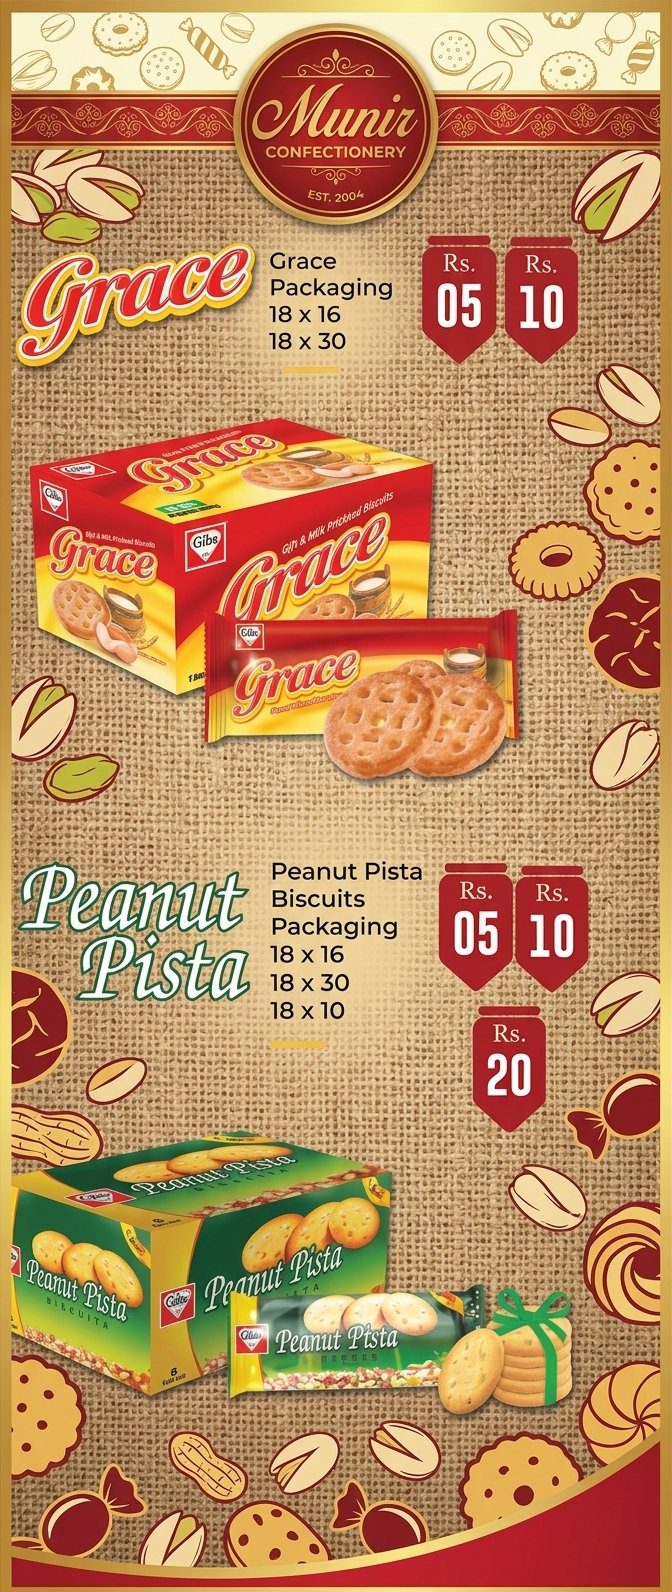 Munir
CONFECTIONERY
EST. 2004
Grace
Grace
Packaging
18 x 16
18 x 30
Rs.
05
Rs.
10
Grace
Gibs
Grace
Gibs
Grace
Grace
Peanut
Pista
Peanut Pista
Biscuits
Packaging
18 x 16
18 x 30
18 x 10
Rs.
05
Rs.
10
Rs.
20
Peanut Pista
Peanut Pista
Peanut Pista
Peanut Pista